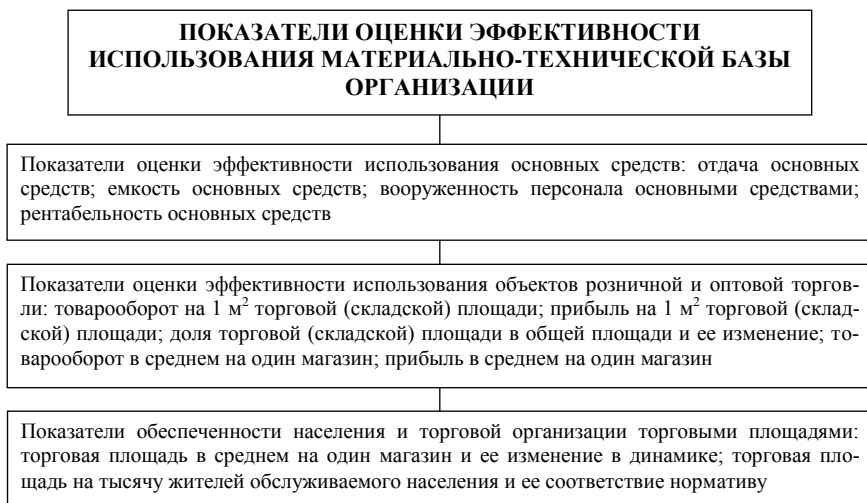 ПОКАЗАТЕЛИ ОЦЕНКИ ЭФФЕКТИВНОСТИ
ИСПОЛЬЗОВАНИЯ МАТЕРИАЛЬНО-ТЕХНИЧЕСКОЙ БАЗЫ
ОРГАНИЗАЦИИ
Показатели оценки эффективности использования основных средств: отдача основных
средств; емкость основных средств; вооруженность персонала основными средствами;
рентабельность основных средств
Показатели оценки эффективности использования объектов розничной и оптовой торгов-
ли: товарооборот на 1 м² торговой (складской) площади; прибыль на 1 м² торговой (склад-
ской) площади; доля торговой (складской) площади в общей площади и ее изменение; то-
варооборот в среднем на один магазин; прибыль в среднем на один магазин
Показатели обеспеченности населения и торговой организации торговыми площадями:
торговая площадь в среднем на один магазин и ее изменение в динамике; торговая пло-
щадь на тысячу жителей обслуживаемого населения и ее соответствие нормативу